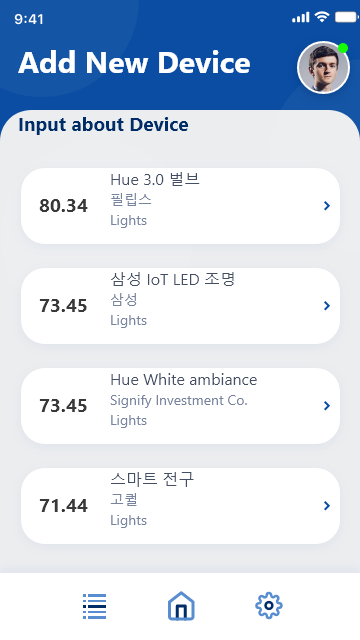 9:41
Add New Device
Input about Device
Hue 3.0 벌브
80.34
필립스
Lights
삼성 IoT LED 조명
73.45
삼성
Lights
Hue White ambiance
73.45
Signify Investment Co.
Lights
스마트 전구
71.44
고퀄
Lights